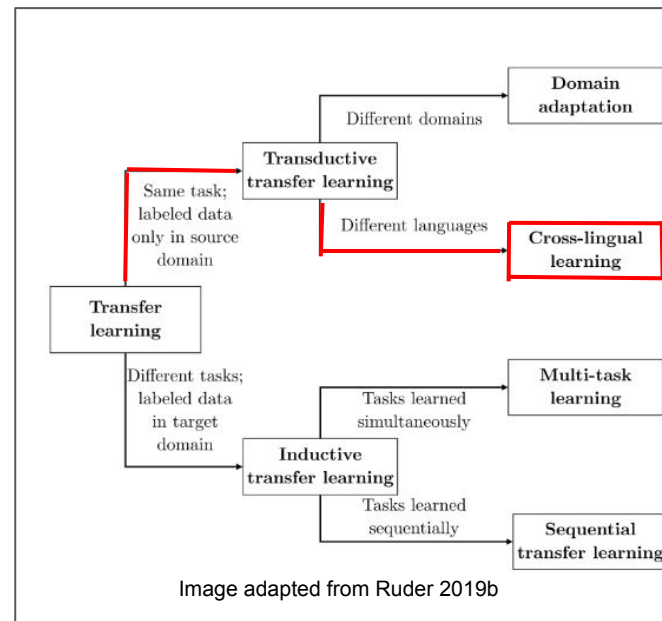 Domain
adaptation
Different domains
Transductive
transfer learning
Same task;
labeled data
only in source
domain
Different languages
Cross-lingual
learning
Transfer
learning
Different tasks;
labeled data
in target
domain
Multi-task
learning
Tasks learned
simultaneously
Inductive
transfer learning
Tasks learned
sequentially
Sequential
transfer learning
Image adapted from Ruder 2019b